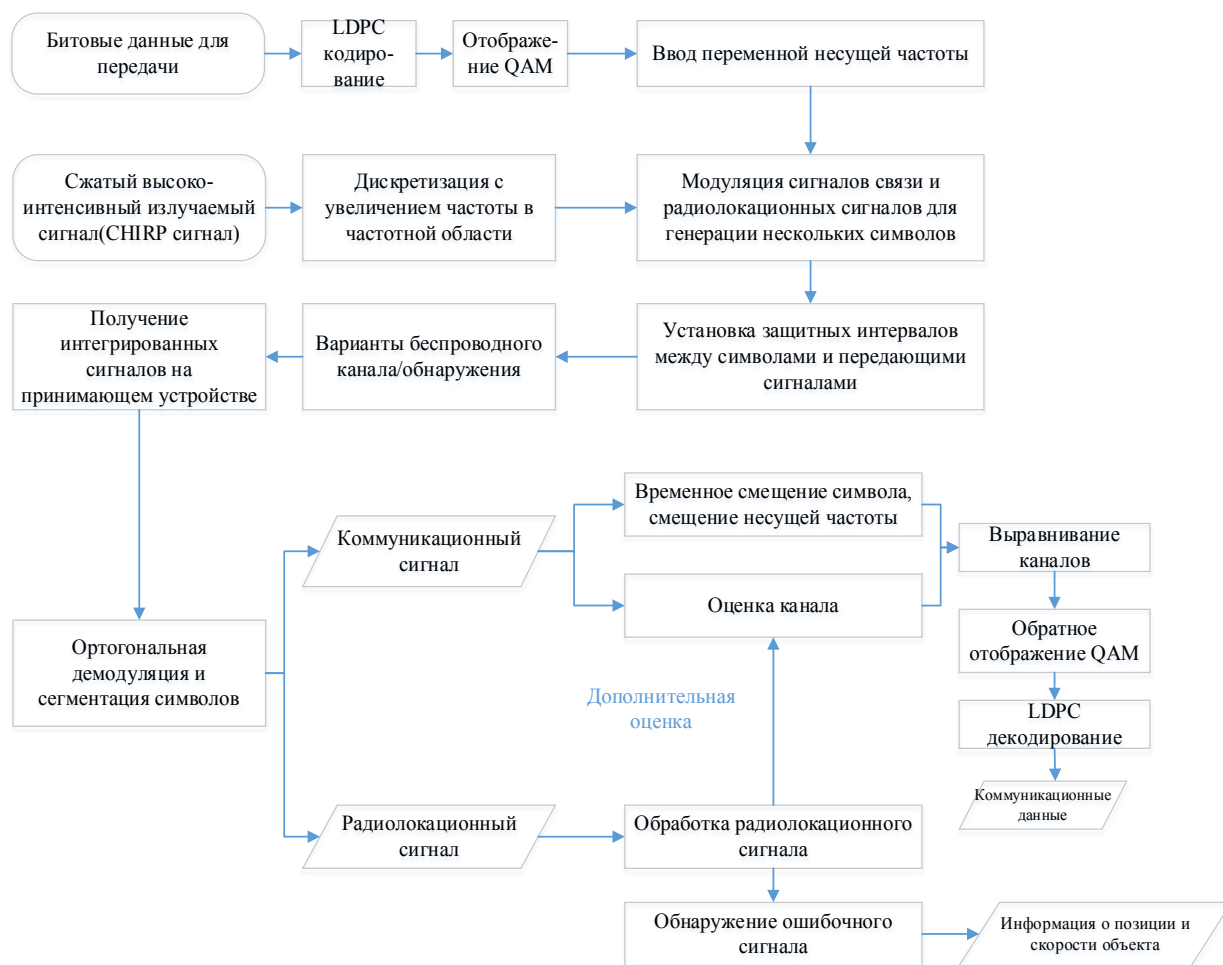 Битовые данные для
передачи
LDPC
кодиро-
вание
Отображе-
ние QAM
Ввод переменной несущей частоты
Сжатый высоко-
интенсивный излучаемый
сигнал(CHIRP сигнал)
Дискретизация с
увеличением частоты в
частотной области
Модуляция сигналов связи и
радиолокационных сигналов для
генерации нескольких символов
Получение
интегрированных
сигналов на
принимающем устройстве
Варианты беспроводного
канала/обнаружения
Установка защитных интервалов
между символами и передающими
сигналами
Временное смещение символа,
смещение несущей частоты
Коммуникационный
сигнал
Выравнивание
каналов
Оценка канала
Обратное
отображение QAM
Ортогональная
демодуляция и
сегментация символов
Дополнительная
оценка
LDPC
декодирование
Коммуникационные
данные
Радиолокационный
сигнал
Обработка радиолокационного
сигнала
Обнаружение ошибочного
сигнала
Информация о позиции и
скорости объекта